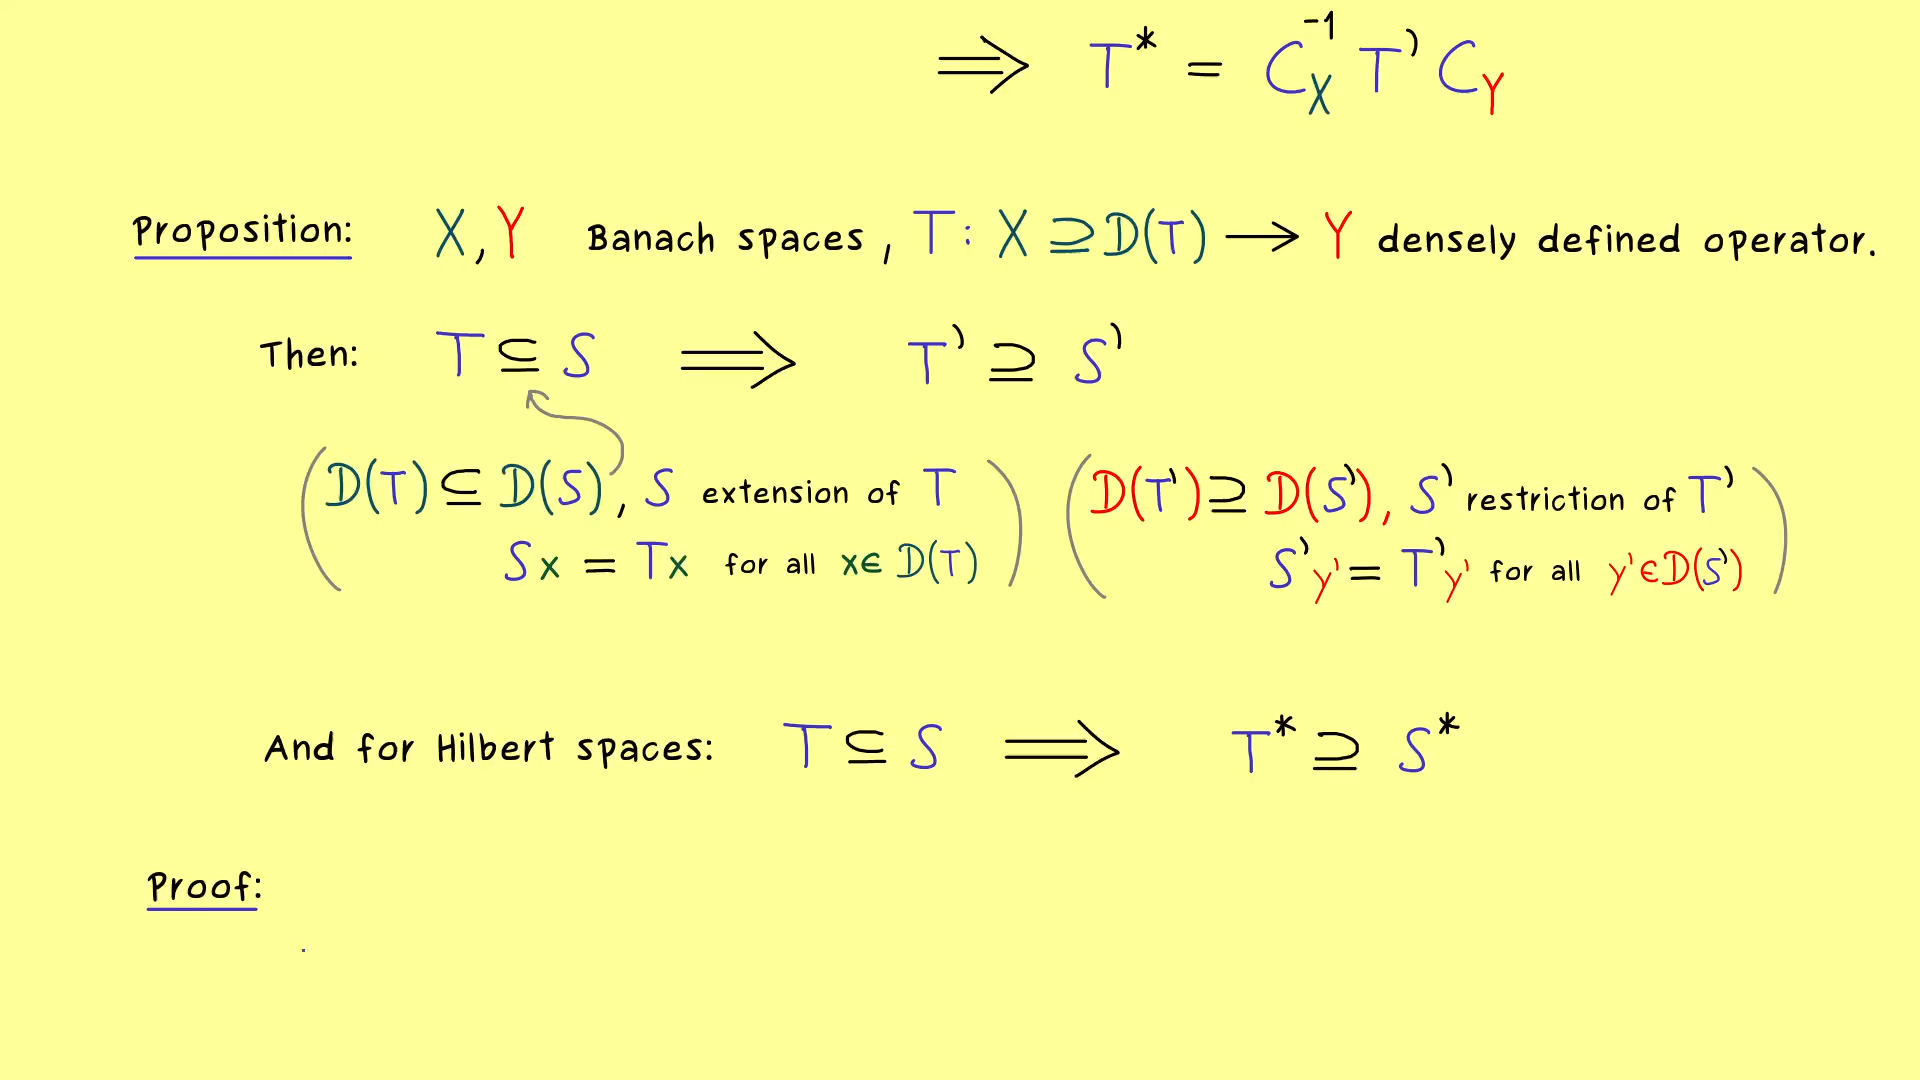 ⟹ T* = C_X⁻¹ T' C_Y
Proposition: X, Y Banach spaces, T: X ⊇ D(T) → Y densely defined operator.
Then: T ⊆ S ⟹ T' ⊇ S'
(D(T) ⊆ D(S), S extension of T) (D(T') ⊇ D(S'), S' restriction of T')
Sx = Tx for all x ∈ D(T) S'y' = T'y' for all y' ∈ D(S')
And for Hilbert spaces: T ⊆ S ⟹ T* ⊇ S*
Proof: